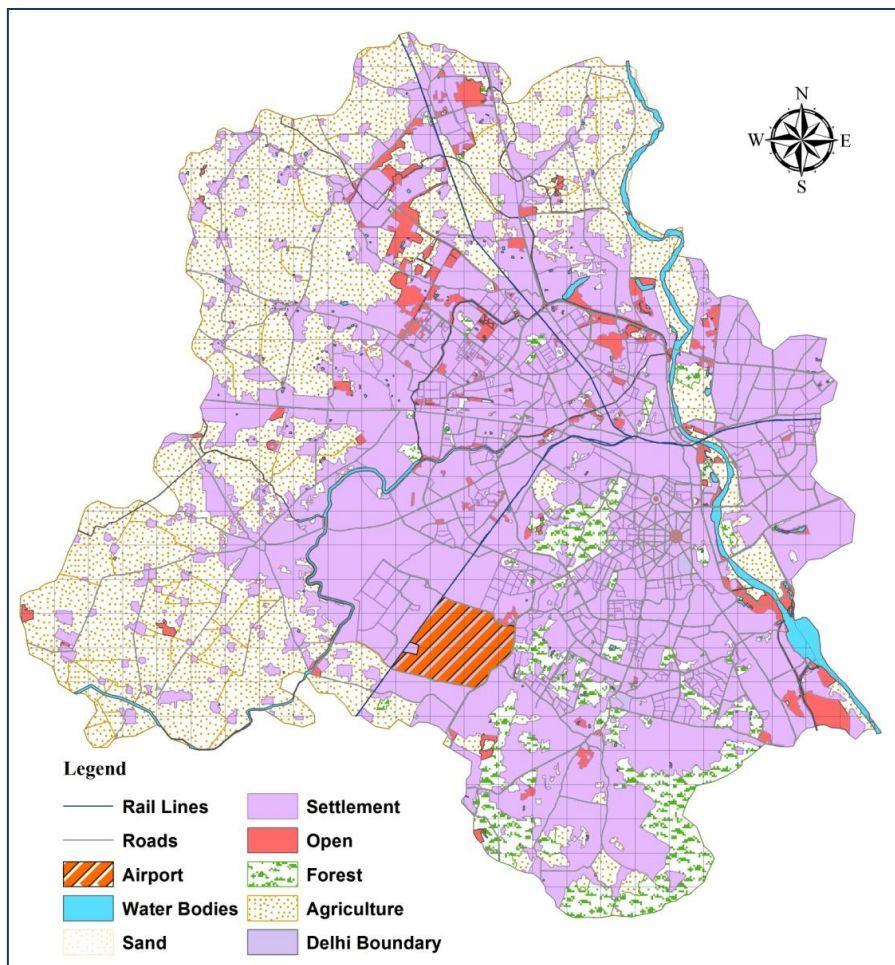 N
W E
S
Legend
Rail Lines
Settlement
Roads
Open
Airport
Forest
Water Bodies
Agriculture
Sand
Delhi Boundary